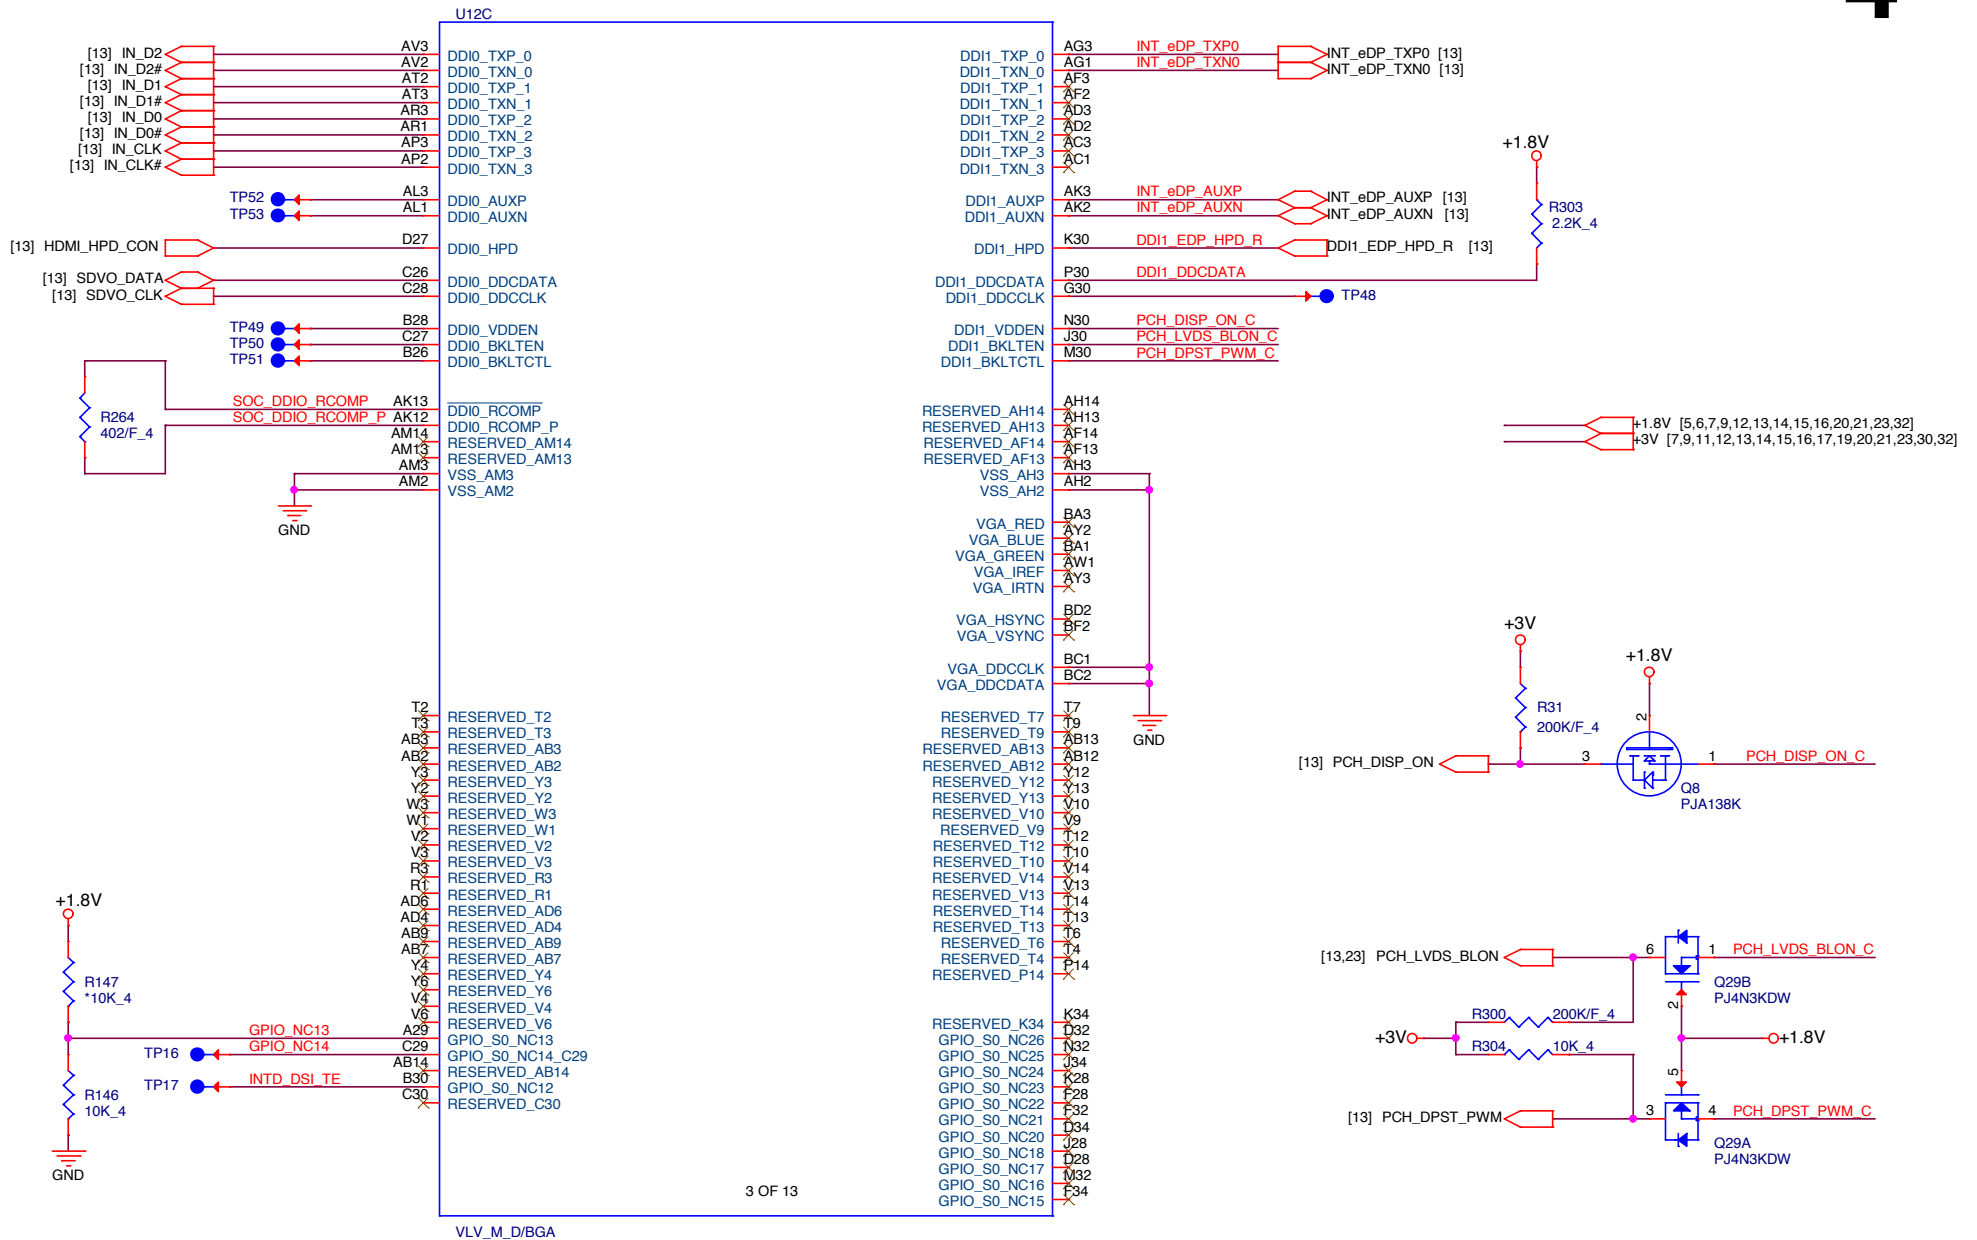 U12C
[13] IN_D2 AV3 DDI0_TXP_0
[13] IN_D2# AV2 DDI0_TXN_0
[13] IN_D1 AT2 DDI0_TXP_1
[13] IN_D1# AT3 DDI0_TXN_1
[13] IN_D0 AR3 DDI0_TXP_2
[13] IN_D0# AR1 DDI0_TXN_2
[13] IN_CLK AP3 DDI0_TXP_3
[13] IN_CLK# AP2 DDI0_TXN_3
TP52 AL3 DDI0_AUXP
TP53 AL1 DDI0_AUXN
[13] HDMI_HPD_CON D27 DDI0_HPD
[13] SDVO_DATA C26 DDI0_DDCDATA
[13] SDVO_CLK C28 DDI0_DDCCLK
TP49 B28 DDI0_VDDEN
TP50 C27 DDI0_BKLTEN
TP51 B26 DDI0_BKLTCTL
R264
402/F_4
SOC_DDIO_RCOMP AK13 DDI0_RCOMP
SOC_DDIO_RCOMP_P AK12 DDI0_RCOMP_P
AM14 RESERVED_AM14
AM13 RESERVED_AM13
AM3 VSS_AM3
AM2 VSS_AM2
GND
T2 RESERVED_T2
T3 RESERVED_T3
AB3 RESERVED_AB3
AB2 RESERVED_AB2
Y3 RESERVED_Y3
Y2 RESERVED_Y2
W3 RESERVED_W3
W1 RESERVED_W1
V2 RESERVED_V2
V3 RESERVED_V3
R3 RESERVED_R3
R1 RESERVED_R1
AD6 RESERVED_AD6
AD4 RESERVED_AD4
AB9 RESERVED_AB9
AB7 RESERVED_AB7
Y4 RESERVED_Y4
Y6 RESERVED_Y6
V4 RESERVED_V4
V6 RESERVED_V6
GPIO_NC13 A29 GPIO_S0_NC13
TP16 GPIO_NC14 C29 GPIO_S0_NC14_C29
AB14 RESERVED_AB14
TP17 INTD_DSI_TE B30 GPIO_S0_NC12
C30 RESERVED_C30
+1.8V
R147
*10K_4
R146
10K_4
GND
DDI1_TXP_0 AG3 INT_eDP_TXP0 INT_eDP_TXP0 [13]
DDI1_TXN_0 AG1 INT_eDP_TXN0 INT_eDP_TXN0 [13]
DDI1_TXP_1 AF3
DDI1_TXN_1 AF2
DDI1_TXP_2 AD3
DDI1_TXN_2 AD2
DDI1_TXP_3 AC3
DDI1_TXN_3 AC1
DDI1_AUXP AK3 INT_eDP_AUXP INT_eDP_AUXP [13]
DDI1_AUXN AK2 INT_eDP_AUXN INT_eDP_AUXN [13]
DDI1_HPD K30 DDI1_EDP_HPD_R DDI1_EDP_HPD_R [13]
DDI1_DDCDATA P30 DDI1_DDCDATA
DDI1_DDCCLK G30 TP48
DDI1_VDDEN N30 PCH_DISP_ON_C
DDI1_BKLTEN J30 PCH_LVDS_BLON_C
DDI1_BKLTCTL M30 PCH_DPST_PWM_C
+1.8V
R303
2.2K_4
RESERVED_AH14 AH14
RESERVED_AH13 AH13
RESERVED_AF14 AF14
RESERVED_AF13 AF13
VSS_AH3 AH3
VSS_AH2 AH2
VGA_RED BA3
VGA_BLUE AY2
VGA_GREEN BA1
VGA_IREF AW1
VGA_IRTN AY3
VGA_HSYNC BD2
VGA_VSYNC BF2
VGA_DDCCLK BC1
VGA_DDCDATA BC2
GND
RESERVED_T7 T7
RESERVED_T9 T9
RESERVED_AB13 AB13
RESERVED_AB12 AB12
RESERVED_Y12 Y12
RESERVED_Y13 Y13
RESERVED_V10 V10
RESERVED_V9 V9
RESERVED_T12 T12
RESERVED_T10 T10
RESERVED_V14 V14
RESERVED_V13 V13
RESERVED_T14 T14
RESERVED_T13 T13
RESERVED_T6 T6
RESERVED_T4 T4
RESERVED_P14 P14
RESERVED_K34 K34
GPIO_S0_NC26 D32
GPIO_S0_NC25 N32
GPIO_S0_NC24 J34
GPIO_S0_NC23 K28
GPIO_S0_NC22 F28
GPIO_S0_NC21 F32
GPIO_S0_NC20 D34
GPIO_S0_NC18 J28
GPIO_S0_NC17 D28
GPIO_S0_NC16 M32
GPIO_S0_NC15 F34
3 OF 13
VLV_M_D/BGA
+1.8V [5,6,7,9,12,13,14,15,16,20,21,23,32]
+3V [7,9,11,12,13,14,15,16,17,19,20,21,23,30,32]
+3V
R31
200K/F_4
+1.8V
2
[13] PCH_DISP_ON 3 1 PCH_DISP_ON_C
Q8
PJA138K
[13,23] PCH_LVDS_BLON 6 1 PCH_LVDS_BLON_C
Q29B
PJ4N3KDW
2
R300 200K/F_4
+3V +1.8V
R304 10K_4
5
[13] PCH_DPST_PWM 3 4 PCH_DPST_PWM_C
Q29A
PJ4N3KDW